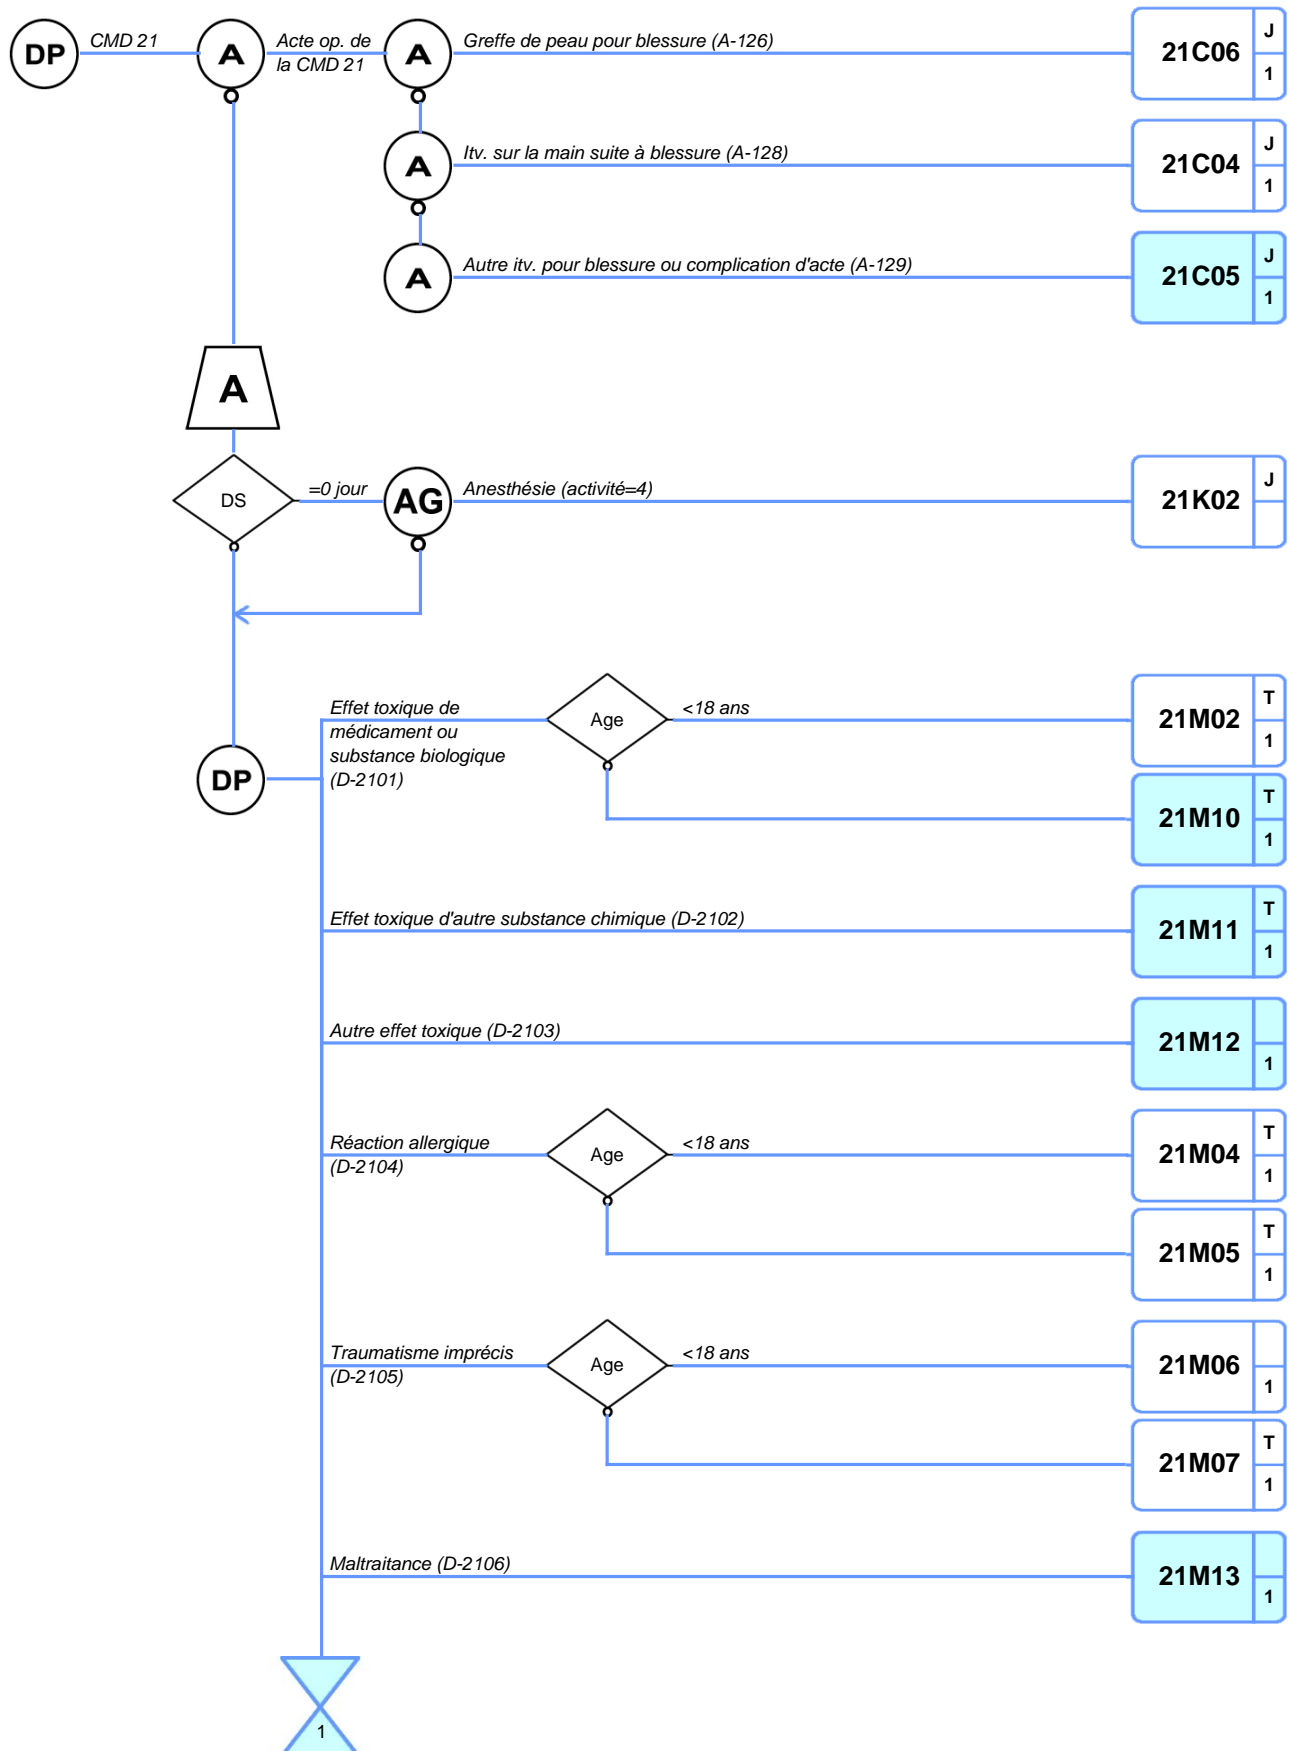 DP
CMD 21
A
Acte op. de
la CMD 21
A
Greffe de peau pour blessure (A-126)
21C06
J
1
A
Itv. sur la main suite à blessure (A-128)
21C04
J
1
A
Autre itv. pour blessure ou complication d'acte (A-129)
21C05
J
1
A
DS
=0 jour
AG
Anesthésie (activité=4)
21K02
J
DP
Effet toxique de
médicament ou
substance biologique
(D-2101)
Age
<18 ans
21M02
T
1
21M10
T
1
Effet toxique d'autre substance chimique (D-2102)
21M11
T
1
Autre effet toxique (D-2103)
21M12
1
Réaction allergique
(D-2104)
Age
<18 ans
21M04
T
1
21M05
T
1
Traumatisme imprécis
(D-2105)
Age
<18 ans
21M06
1
21M07
T
1
Maltraitance (D-2106)
21M13
1
1